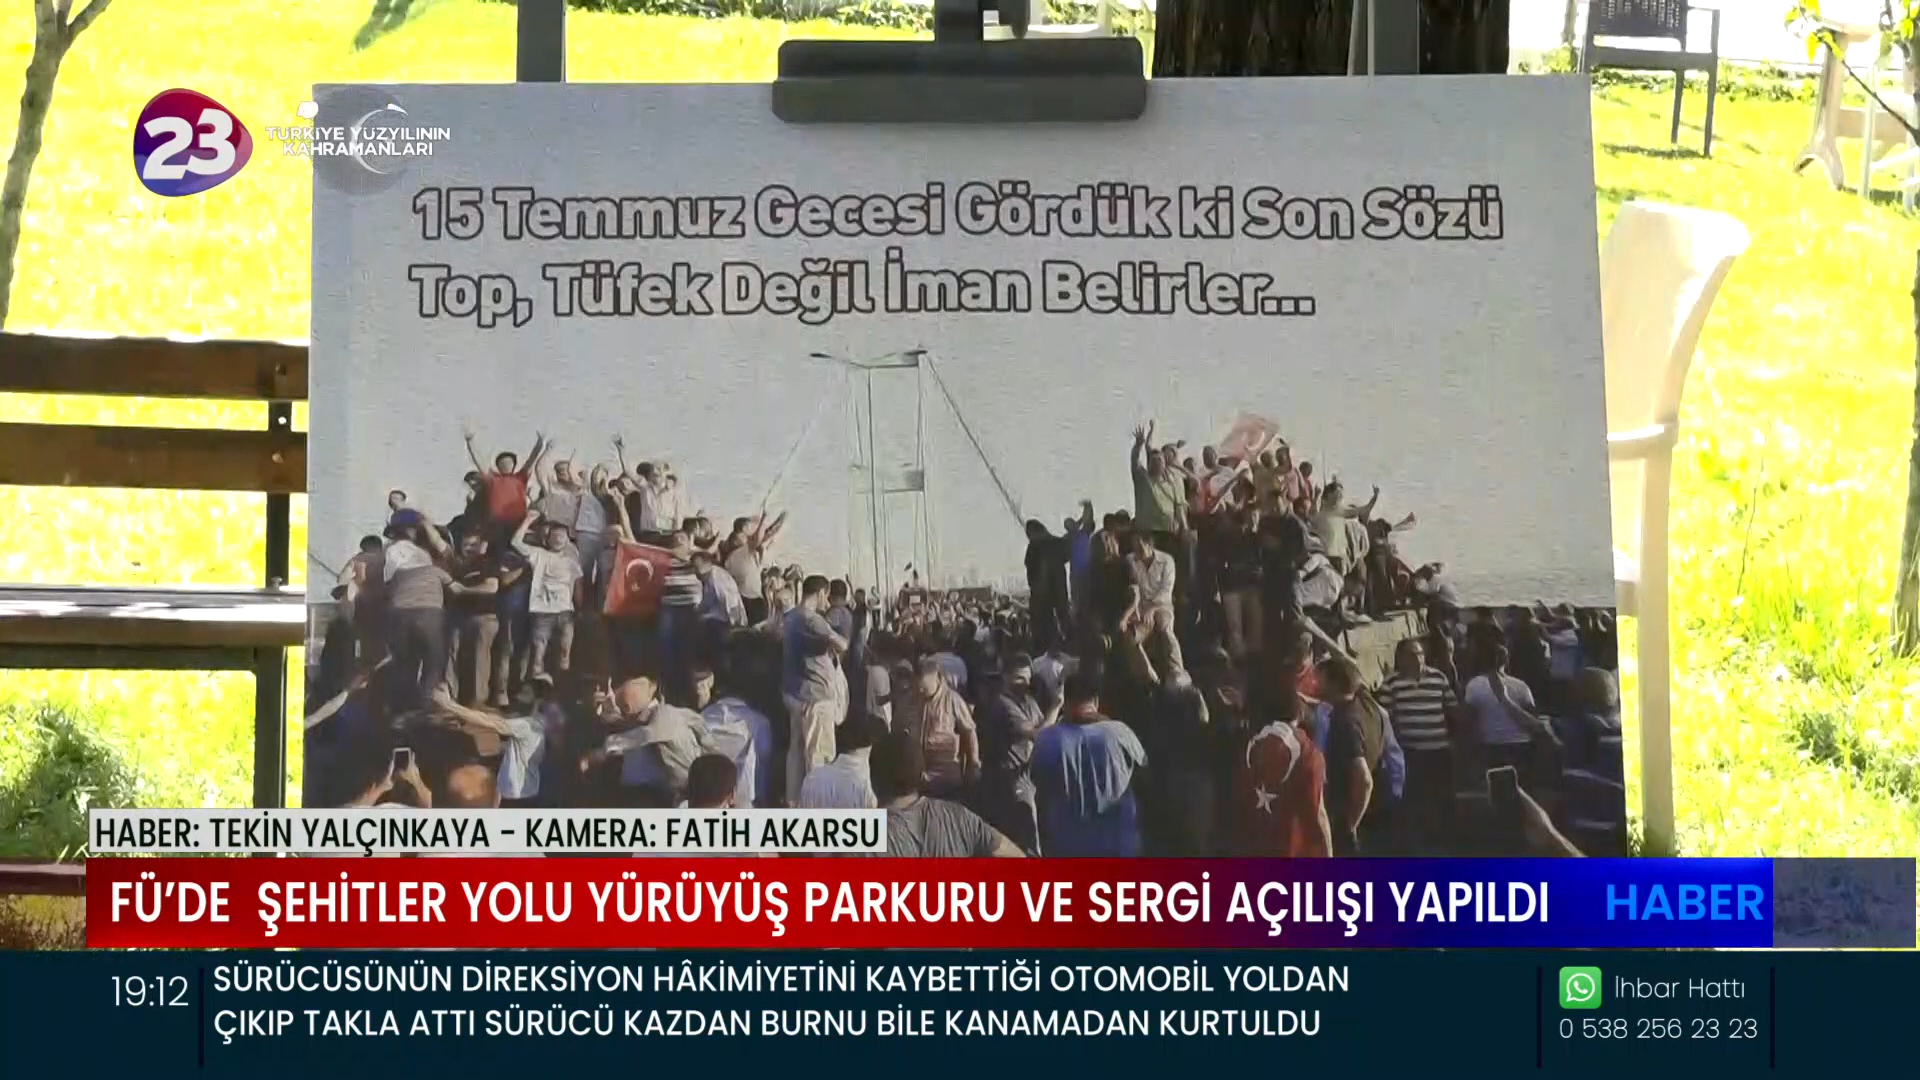 23
TÜRKİYE YÜZYILININ
KAHRAMANLARI
15 Temmuz Gecesi Gördük ki Son Sözü
Top, Tüfek Değil İman Belirler...
HABER: TEKİN YALÇINKAYA - KAMERA: FATİH AKARSU
FÜ'DE ŞEHİTLER YOLU YÜRÜYÜŞ PARKURU VE SERGİ AÇILIŞI YAPILDI
HABER
19:12
SÜRÜCÜSÜNÜN DİREKSİYON HÂKİMİYETİNİ KAYBETTİĞİ OTOMOBİL YOLDAN
ÇIKIP TAKLA ATTI SÜRÜCÜ KAZDAN BURNU BİLE KANAMADAN KURTULDU
İhbar Hattı
0 538 256 23 23